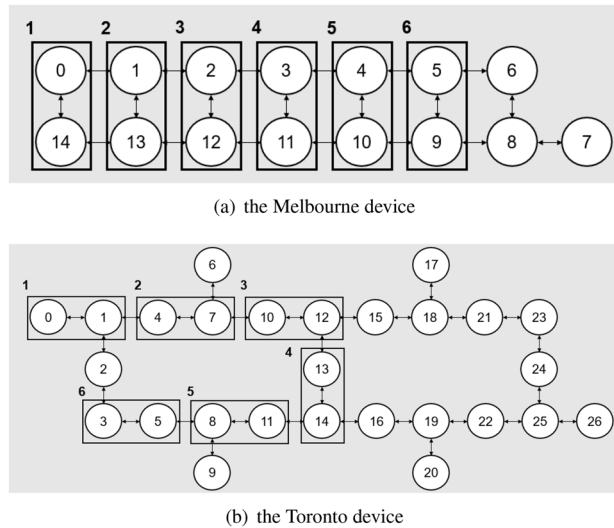 1 2 3 4 5 6
0 1 2 3 4 5 6
14 13 12 11 10 9 8 7
(a) the Melbourne device
6 17
1 2 3
0 1 4 7 10 12 15 18 21 23
4
2 13 24
6 5
3 5 8 11 14 16 19 22 25 26
9 20
(b) the Toronto device